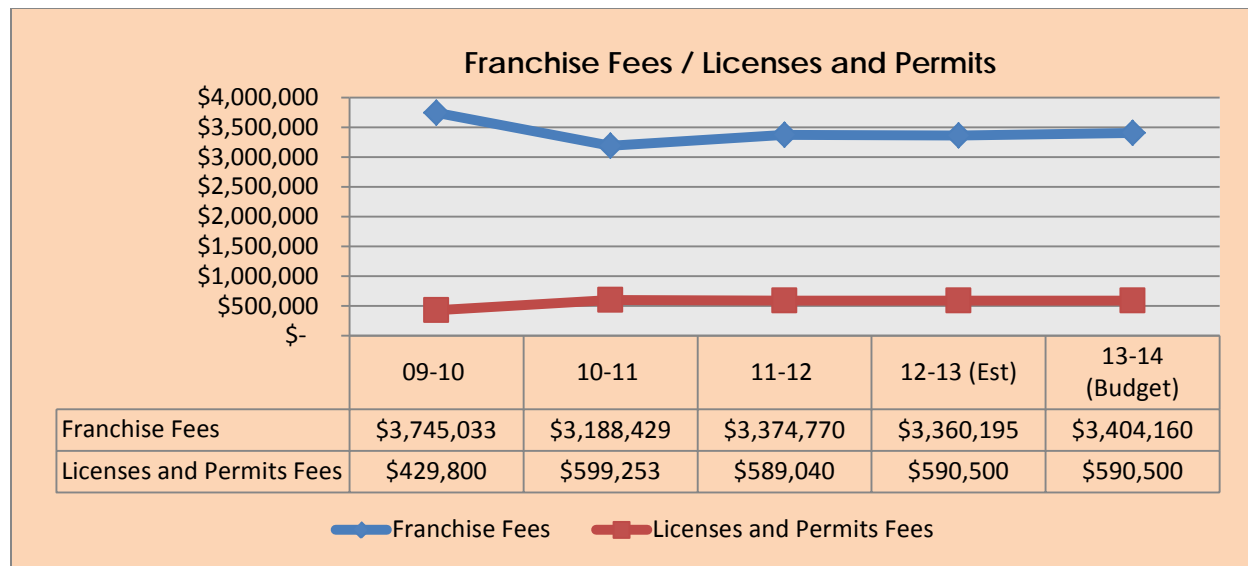 Franchise Fees / Licenses and Permits
$4,000,000
$3,500,000
$3,000,000
$2,500,000
$2,000,000
$1,500,000
$1,000,000
$500,000
$-
09-10 10-11 11-12 12-13 (Est) 13-14
(Budget)
Franchise Fees $3,745,033 $3,188,429 $3,374,770 $3,360,195 $3,404,160
Licenses and Permits Fees $429,800 $599,253 $589,040 $590,500 $590,500
Franchise Fees Licenses and Permits Fees